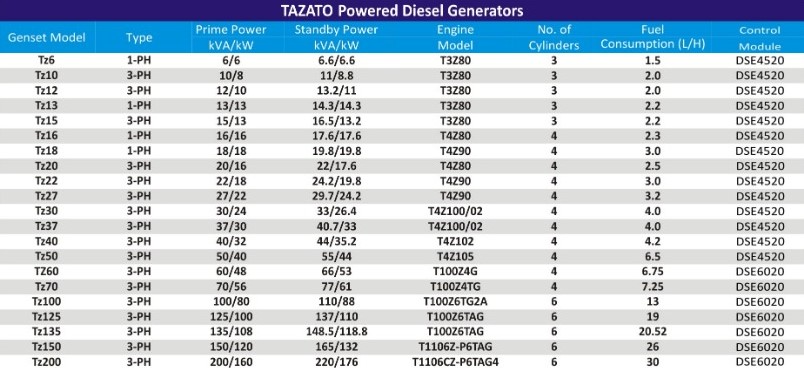 TAZATO Powered Diesel Generators
Genset Model Type Prime Power kVA/kW Standby Power kVA/kW Engine Model No. of Cylinders Fuel Consumption (L/H) Control Module
Tz6 1-PH 6/6 6.6/6.6 T3Z80 3 1.5 DSE4520
Tz10 3-PH 10/8 11/8.8 T3Z80 3 2.0 DSE4520
Tz12 3-PH 12/10 13.2/11 T3Z80 3 2.0 DSE4520
Tz13 1-PH 13/13 14.3/14.3 T3Z80 3 2.2 DSE4520
Tz15 3-PH 15/13 16.5/13.2 T3Z80 3 2.2 DSE4520
Tz16 1-PH 16/16 17.6/17.6 T4Z80 4 2.3 DSE4520
Tz18 1-PH 18/18 19.8/19.8 T4Z90 4 3.0 DSE4520
Tz20 3-PH 20/16 22/17.6 T4Z80 4 2.5 DSE4520
Tz22 3-PH 22/18 24.2/19.8 T4Z90 4 3.0 DSE4520
Tz27 3-PH 27/22 29.7/24.2 T4Z90 4 3.2 DSE4520
Tz30 3-PH 30/24 33/26.4 T4Z100/02 4 4.0 DSE4520
Tz37 3-PH 37/30 40.7/33 T4Z100/02 4 4.0 DSE4520
Tz40 3-PH 40/32 44/35.2 T4Z102 4 4.2 DSE4520
Tz50 3-PH 50/40 55/44 T4Z105 4 6.5 DSE4520
TZ60 3-PH 60/48 66/53 T100Z4G 4 6.75 DSE6020
Tz70 3-PH 70/56 77/61 T100Z4TG 4 7.25 DSE6020
Tz100 3-PH 100/80 110/88 T100Z6TG2A 6 13 DSE6020
Tz125 3-PH 125/100 137/110 T100Z6TAG 6 19 DSE6020
Tz135 3-PH 135/108 148.5/118.8 T100Z6TAG 6 20.52 DSE6020
Tz150 3-PH 150/120 165/132 T1106Z-P6TAG 6 26 DSE6020
Tz200 3-PH 200/160 220/176 T1106CZ-P6TAG4 6 30 DSE6020